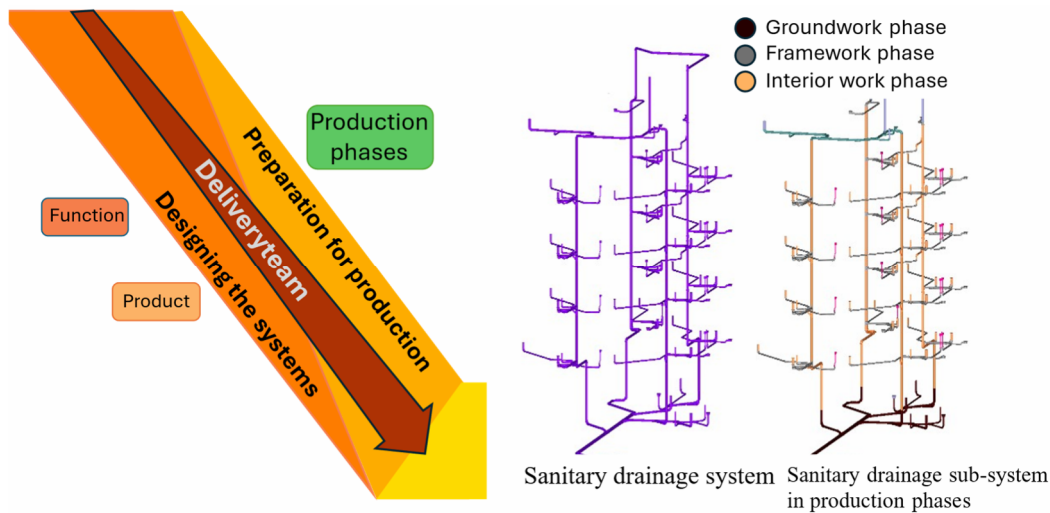 Groundwork phase
Framework phase
Interior work phase
Production
phases
Preparation for production
Deliveryteam
Designing the systems
Function
Product
Sanitary drainage system
Sanitary drainage sub-system
in production phases